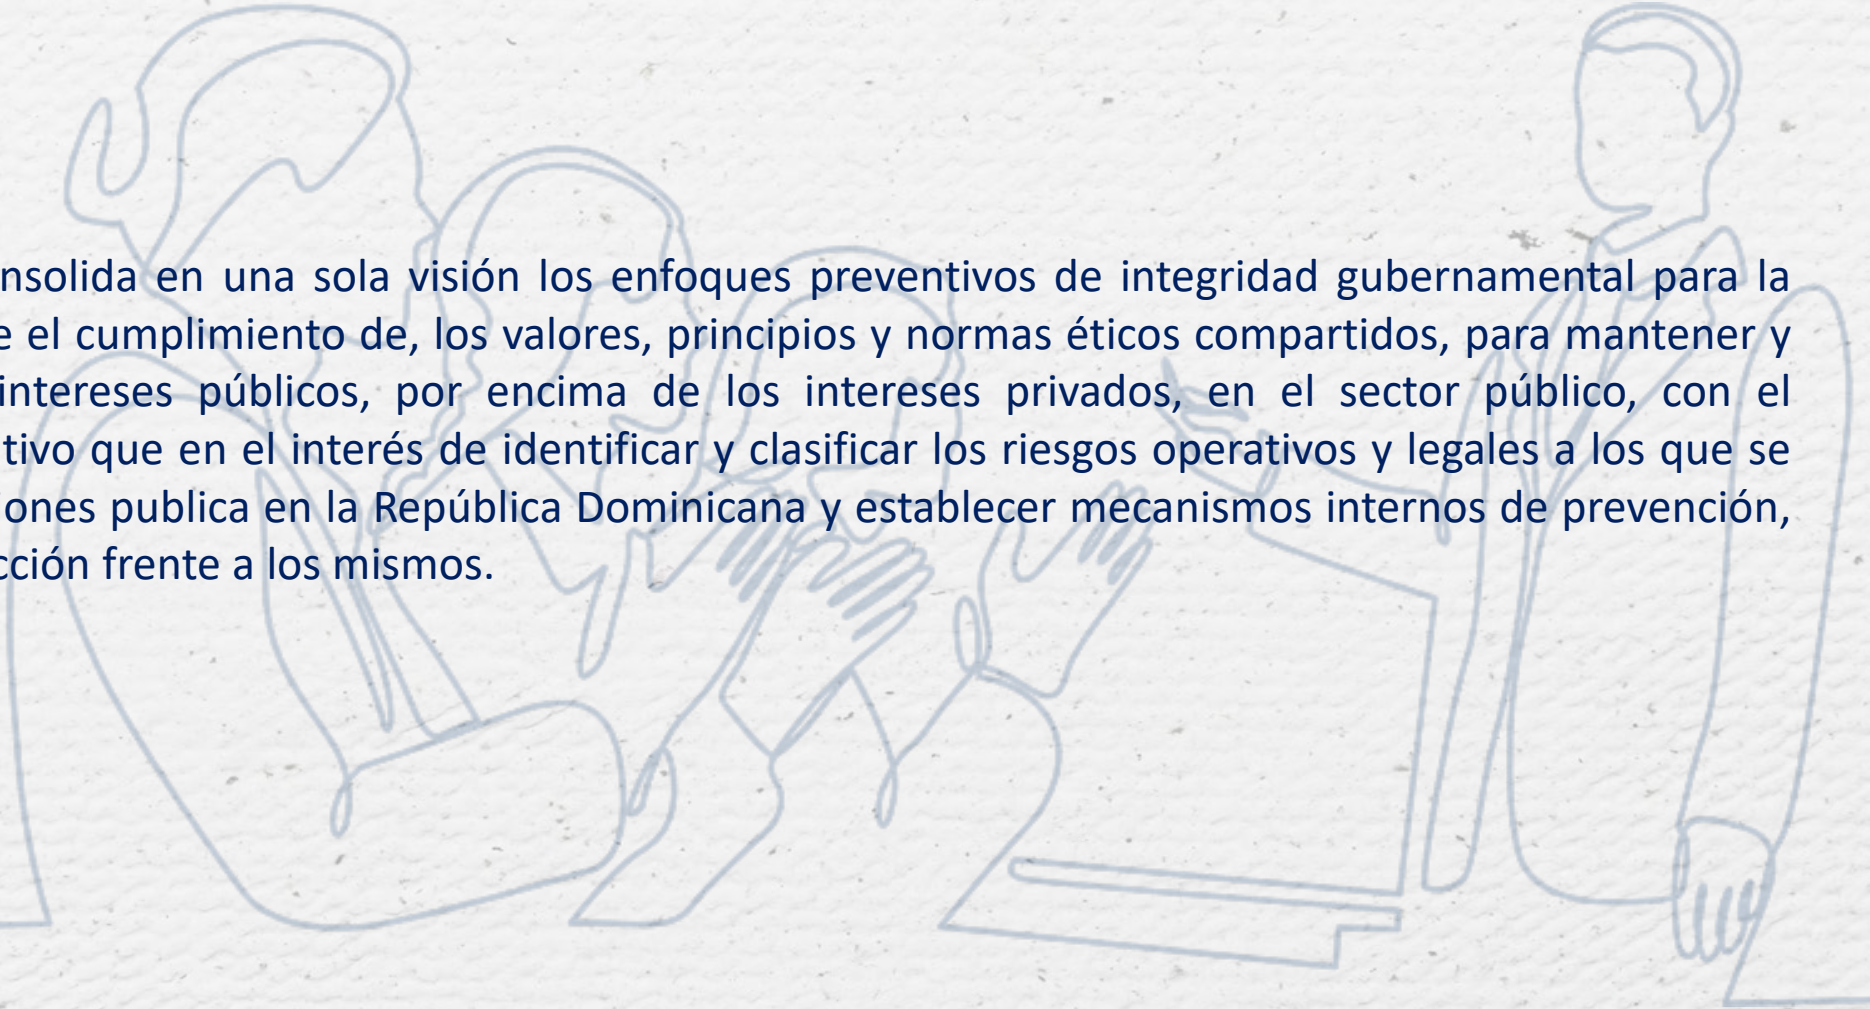 nsolida en una sola visión los enfoques preventivos de integridad gubernamental para la
e el cumplimiento de, los valores, principios y normas éticos compartidos, para mantener y
intereses públicos, por encima de los intereses privados, en el sector público, con el
tivo que en el interés de identificar y clasificar los riesgos operativos y legales a los que se
iones publica en la República Dominicana y establecer mecanismos internos de prevención,
cción frente a los mismos.